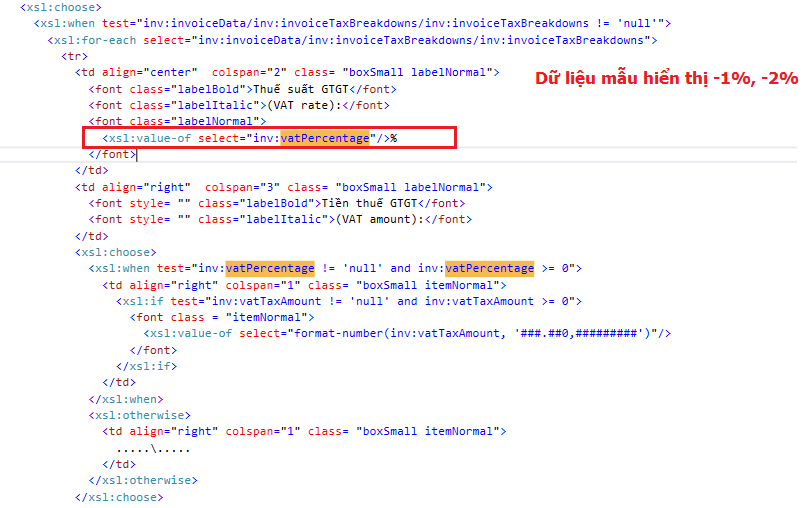 <xsl:choose>
<xsl:when test="inv:invoiceData/inv:invoiceTaxBreakdowns/inv:invoiceTaxBreakdowns != 'null'">
<xsl:for-each select="inv:invoiceData/inv:invoiceTaxBreakdowns/inv:invoiceTaxBreakdowns">
<tr>
<td align="center"  colspan="2" class= "boxSmall labelNormal">
Dữ liệu mẫu hiển thị -1%, -2%
<font class="labelBold">Thuế suất GTGT</font>
<font class="labelItalic">(VAT rate):</font>
<font class="labelNormal">
<xsl:value-of select="inv:vatPercentage"/>%
</font>
</td>
<td align="right"  colspan="3" class= "boxSmall labelNormal">
<font style= "" class="labelBold">Tiền thuế GTGT</font>
<font style= "" class="labelItalic">(VAT amount):</font>
</td>
<xsl:choose>
<xsl:when test="inv:vatPercentage != 'null' and inv:vatPercentage >= 0">
<td align="right" colspan="1" class= "boxSmall itemNormal">
<xsl:if test="inv:vatTaxAmount != 'null' and inv:vatTaxAmount >= 0">
<font class = "itemNormal">
<xsl:value-of select="format-number(inv:vatTaxAmount, '###.##0,#########')"/>
</font>
</xsl:if>
</td>
</xsl:when>
<xsl:otherwise>
<td align="right" colspan="1" class= "boxSmall itemNormal">
.....\.....
</td>
</xsl:otherwise>
</xsl:choose>